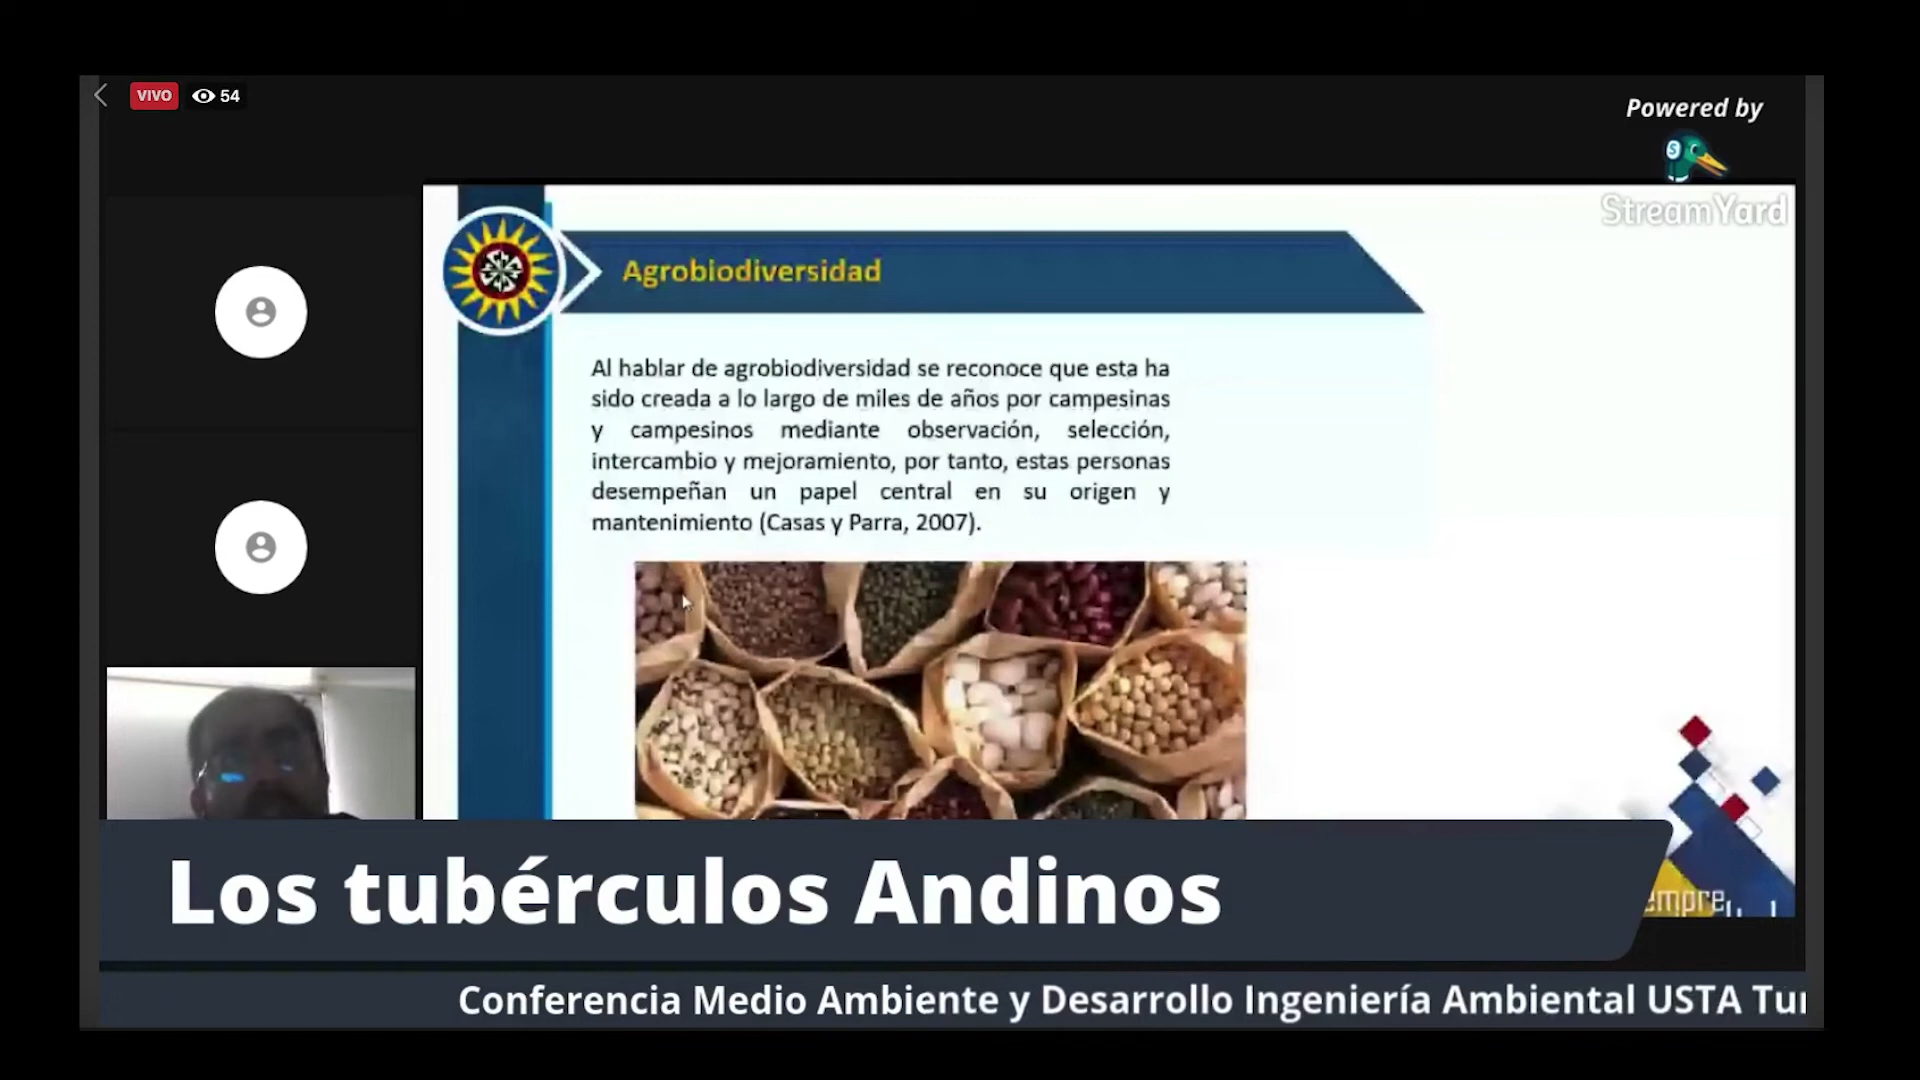 VIVO
54
Powered by
StreamYard
Agrobiodiversidad
Al hablar de agrobiodiversidad se reconoce que esta ha
sido creada a lo largo de miles de años por campesinas
y campesinos mediante observación, selección,
intercambio y mejoramiento, por tanto, estas personas
desempeñan un papel central en su origen y
mantenimiento (Casas y Parra, 2007).
Los tubérculos Andinos
Conferencia Medio Ambiente y Desarrollo Ingeniería Ambiental USTA